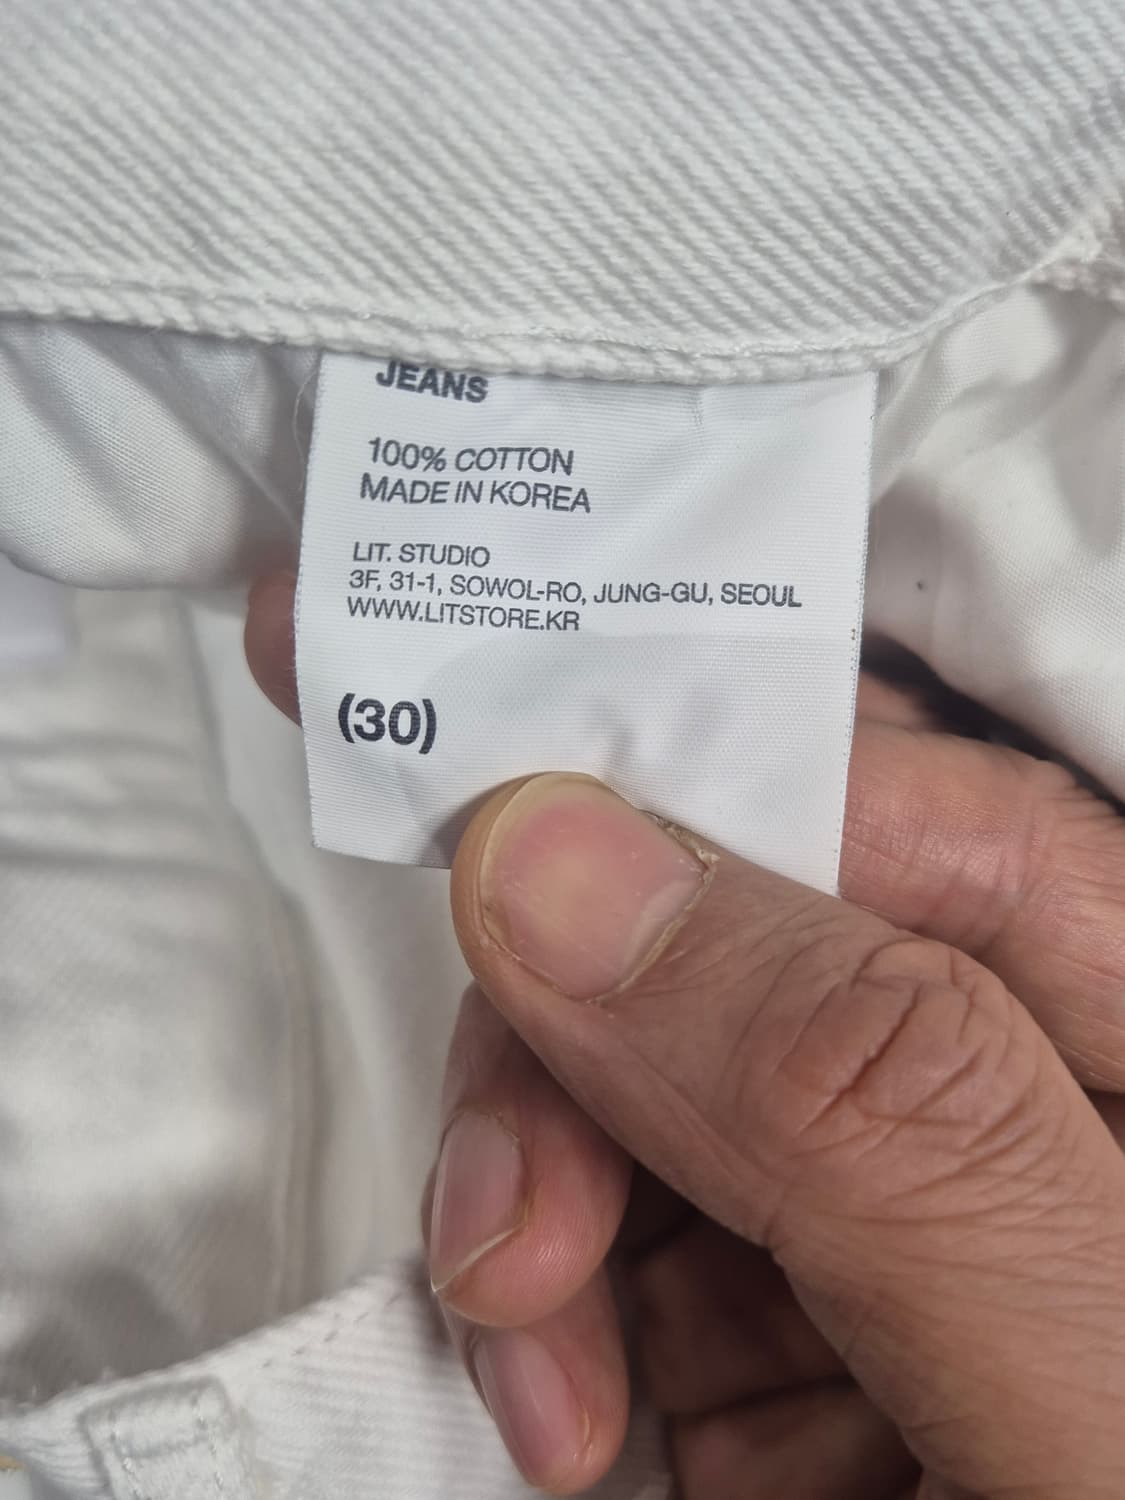 JEANS
100% COTTON
MADE IN KOREA
LIT. STUDIO
3F, 31-1, SOWOL-RO, JUNG-GU, SEOUL
WWW.LITSTORE.KR
(30)